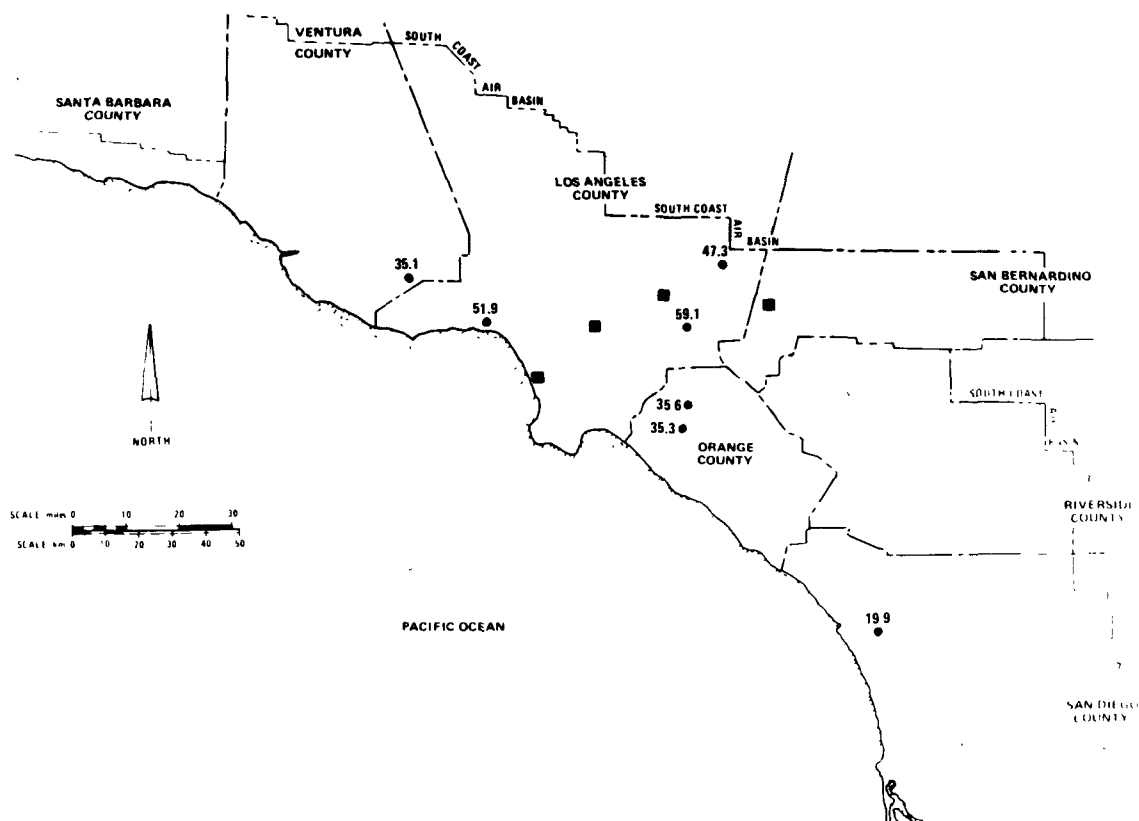 VENTURA
COUNTY
SOUTH
COAST
AIR
BASIN
SANTA BARBARA
COUNTY
LOS ANGELES
COUNTY
SOUTH COAST
AIR
BASIN
47.3
SAN BERNARDINO
COUNTY
35.1
51.9
59.1
SOUTH COAST
35 6
35.3
ORANGE
COUNTY
NORTH
RIVERSIDE
COUNTY
SCALE miles 0 10 20 30
SCALE km 0 10 20 30 40 50
PACIFIC OCEAN
19 9
SAN DIEGO
COUNTY